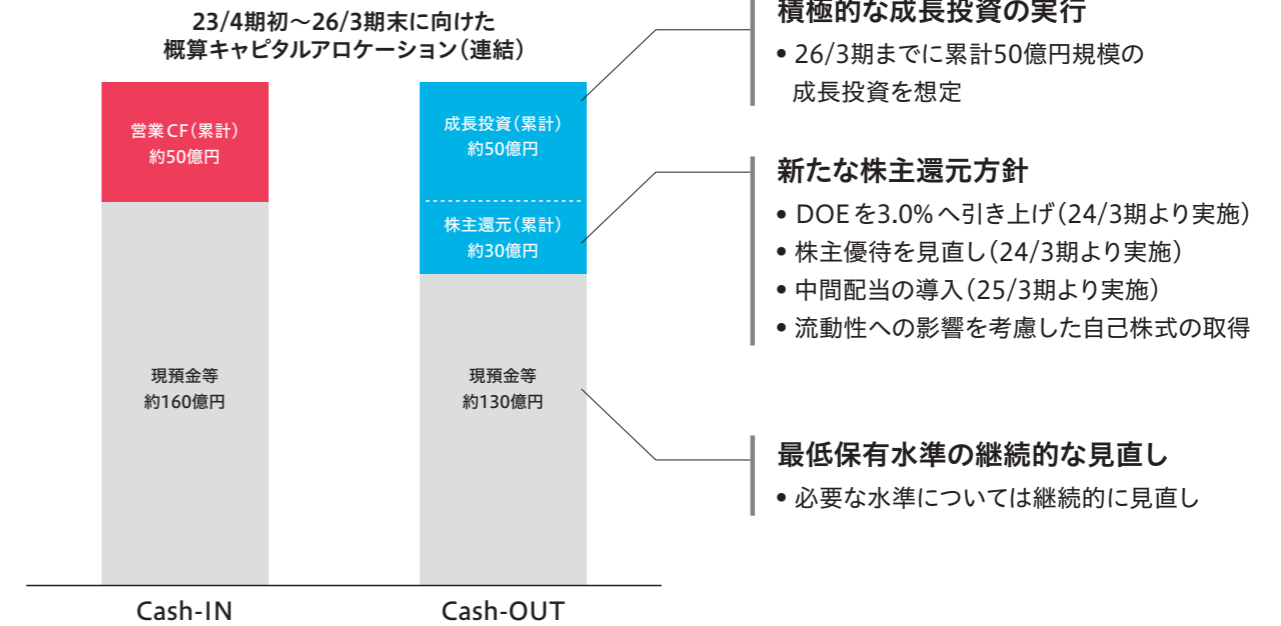 23/4期初～26/3期末に向けた
概算キャピタルアロケーション（連結）
営業CF（累計）
約50億円
現預金等
約160億円
Cash-IN
成長投資（累計）
約50億円
株主還元（累計）
約30億円
現預金等
約130億円
Cash-OUT
積極的な成長投資の実行
• 26/3期までに累計50億円規模の
成長投資を想定
新たな株主還元方針
• DOEを3.0%へ引き上げ（24/3期より実施）
• 株主優待を見直し（24/3期より実施）
• 中間配当の導入（25/3期より実施）
• 流動性への影響を考慮した自己株式の取得
最低保有水準の継続的な見直し
• 必要な水準については継続的に見直し